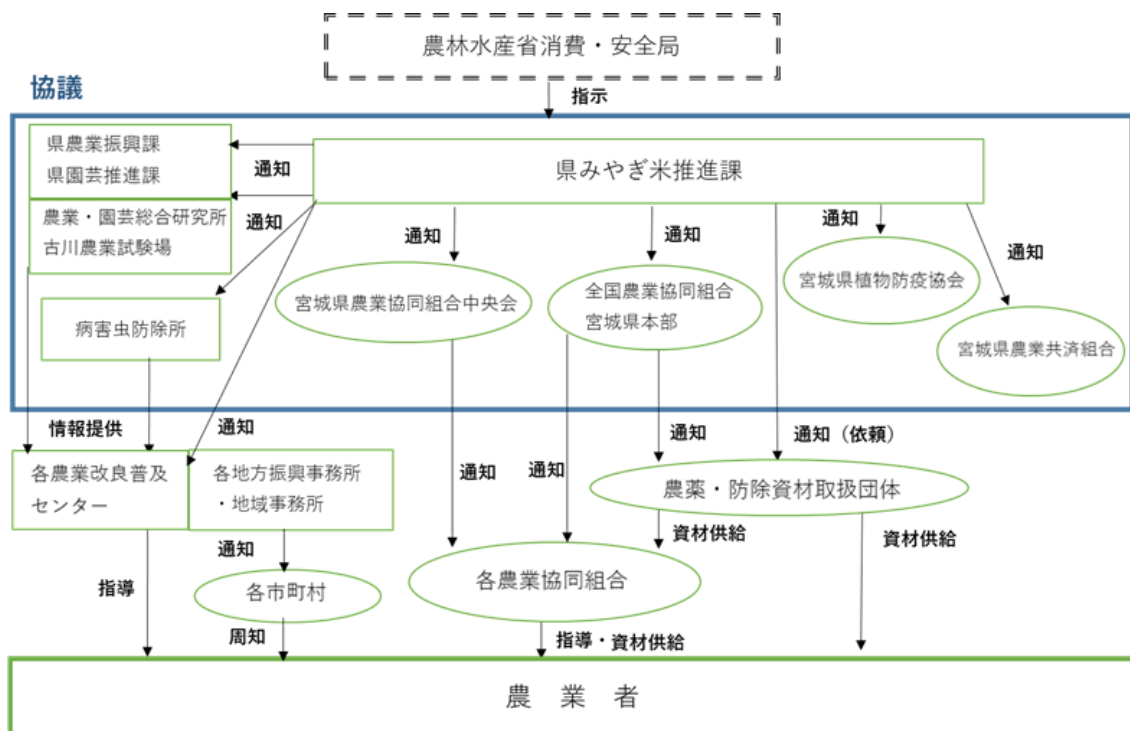 農林水産省消費・安全局
協議
指示
県農業振興課
県園芸推進課
通知
県みやぎ米推進課
農業・園芸総合研究所
古川農業試験場
通知
通知
通知
通知
通知
宮城県農業協同組合中央会
全国農業協同組合
宮城県本部
宮城県植物防疫協会
病害虫防除所
宮城県農業共済組合
情報提供
通知
通知
通知（依頼）
各農業改良普及
センター
各地方振興事務所
・地域事務所
通知
通知
農薬・防除資材取扱団体
資材供給
資材供給
通知
指導
各市町村
各農業協同組合
周知
指導・資材供給
農　業　者